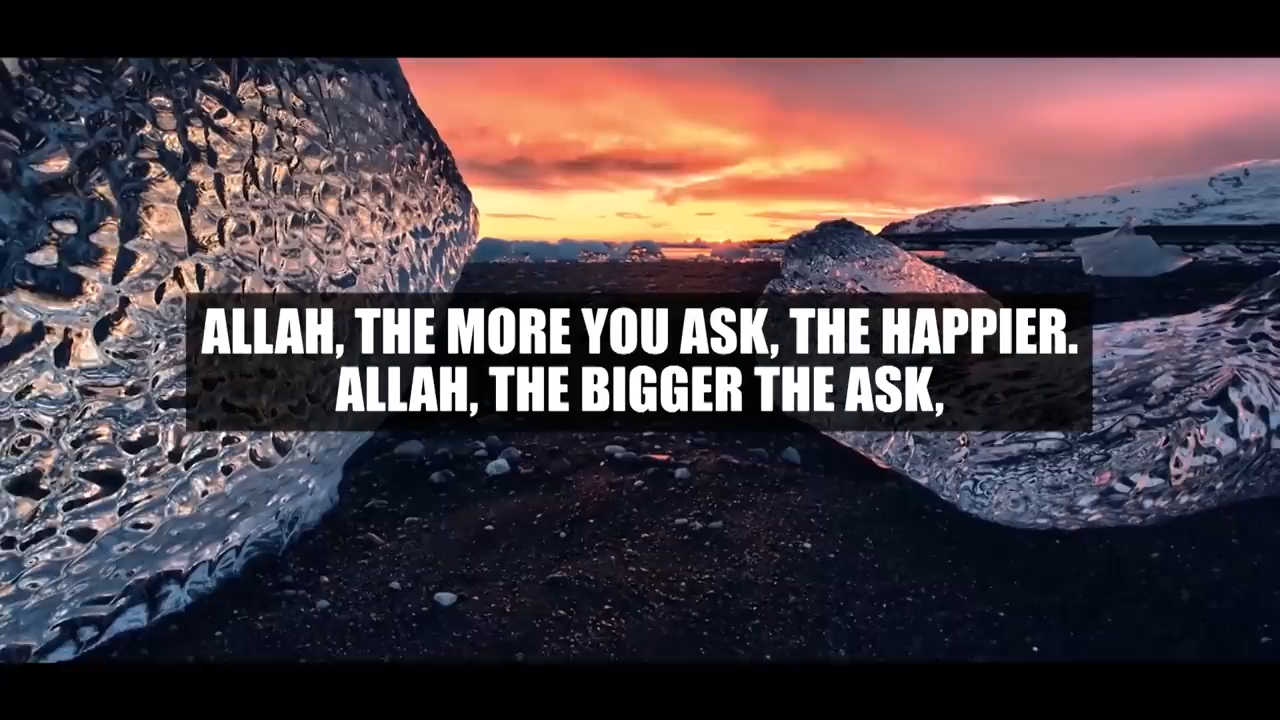 ALLAH, THE MORE YOU ASK, THE HAPPIER.
ALLAH, THE BIGGER THE ASK,